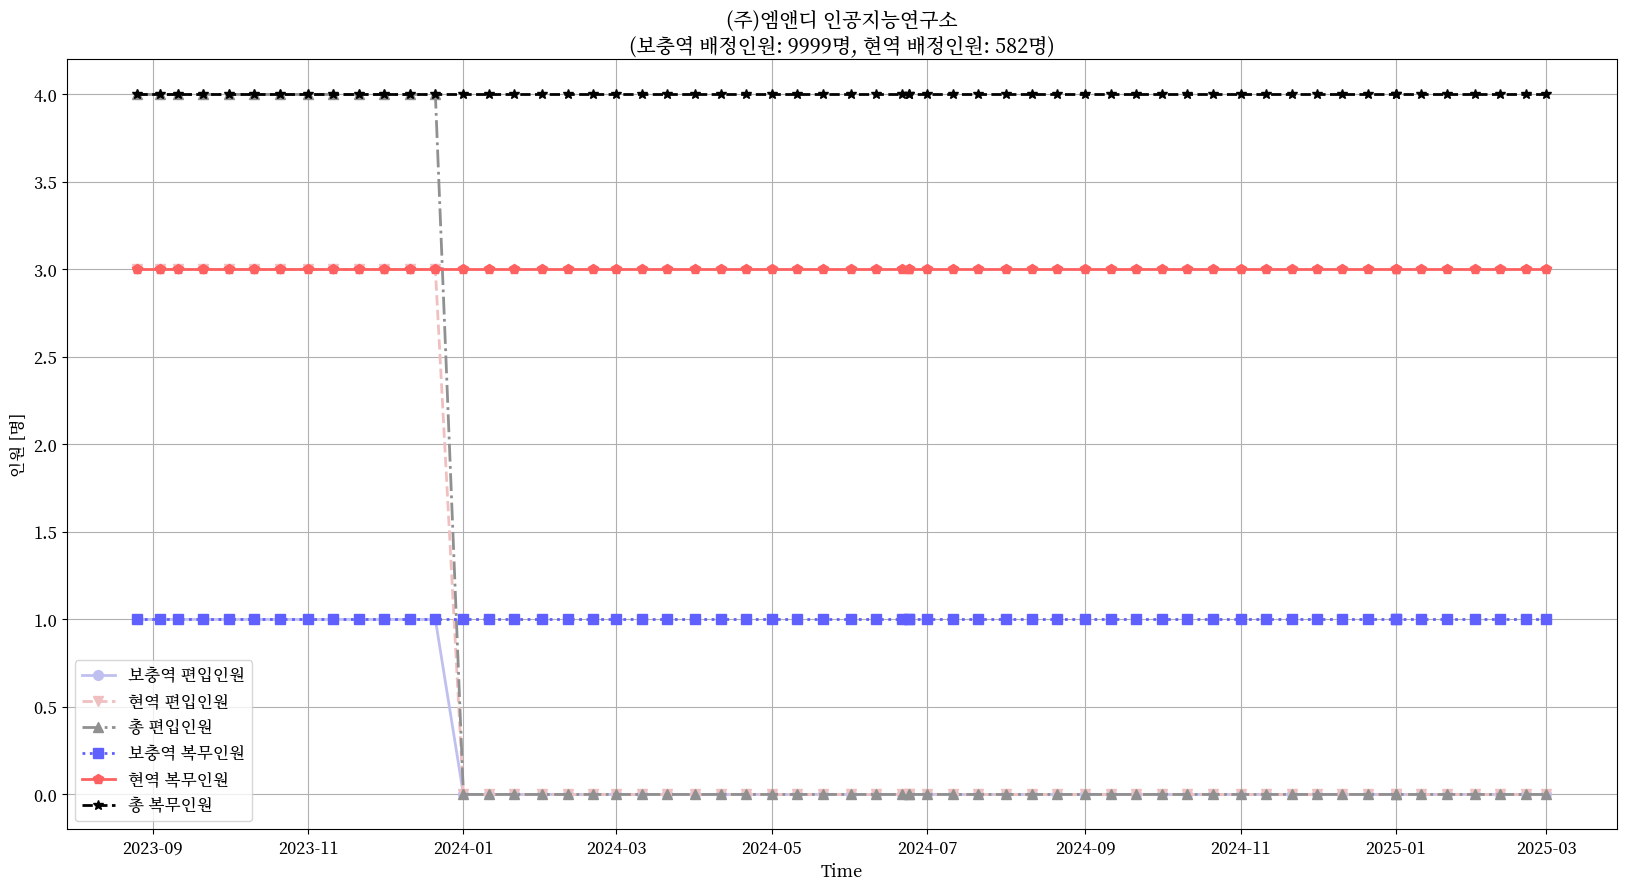 (주)엠앤디 인공지능연구소
(보충역 배정인원: 9999명, 현역 배정인원: 582명)
4.0
3.5
3.0
2.5
2.0
1.5
1.0
0.5
0.0
인원 [명]
보충역 편입인원
현역 편입인원
총 편입인원
보충역 복무인원
현역 복무인원
총 복무인원
2023-09 2023-11 2024-01 2024-03 2024-05 2024-07 2024-09 2024-11 2025-01 2025-03
Time